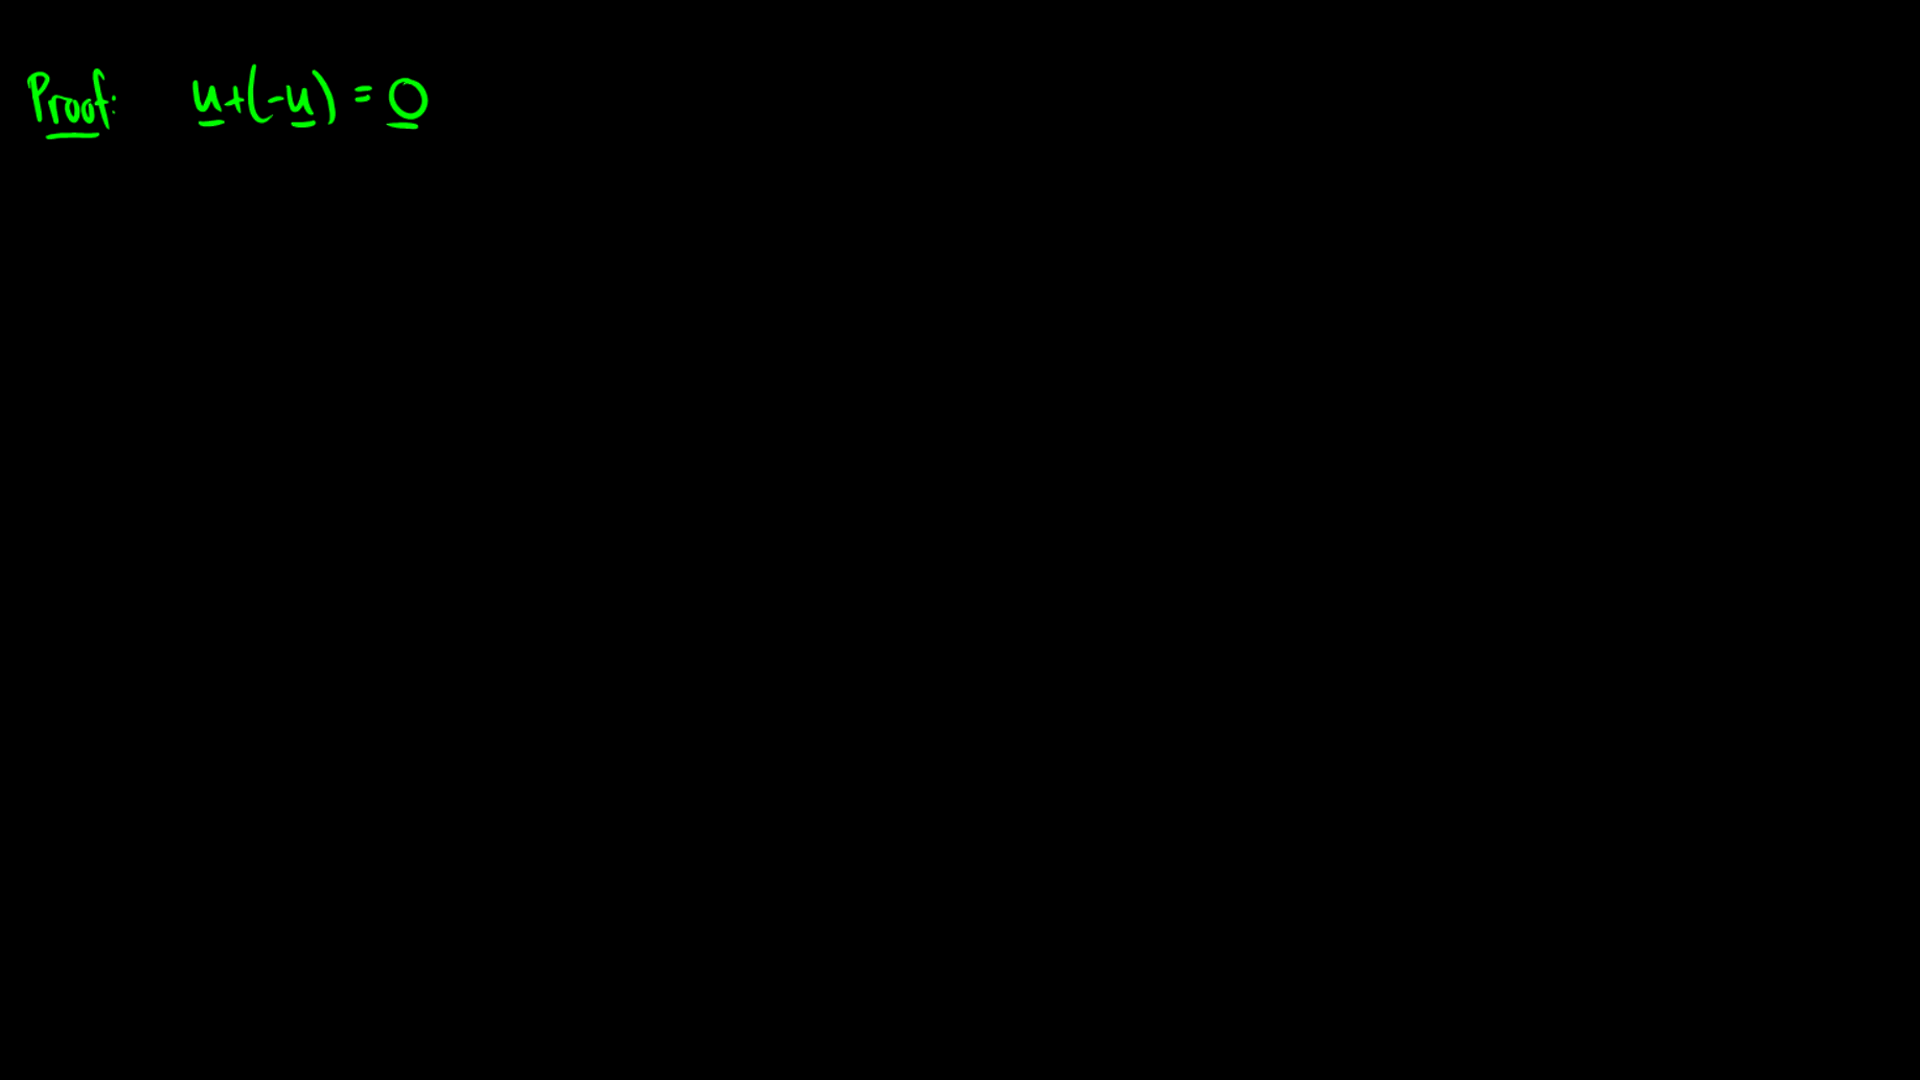 Proof: u+(-u) = 0